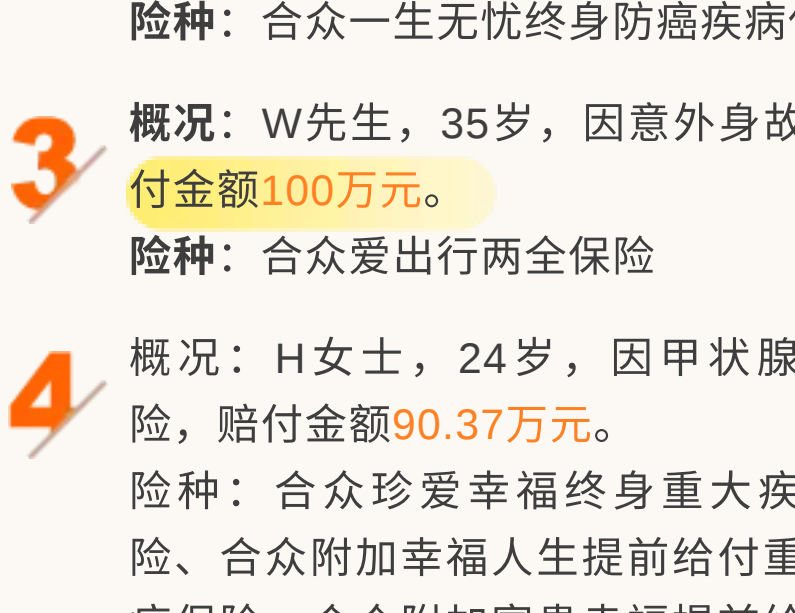 险种：合众一生无忧终身防癌疾病
3
概况：W先生，35岁，因意外身故
付金额100万元。
险种：合众爱出行两全保险
4
概况：H女士，24岁，因甲状腺
险，赔付金额90.37万元。
险种：合众珍爱幸福终身重大疾
险、合众附加幸福人生提前给付重